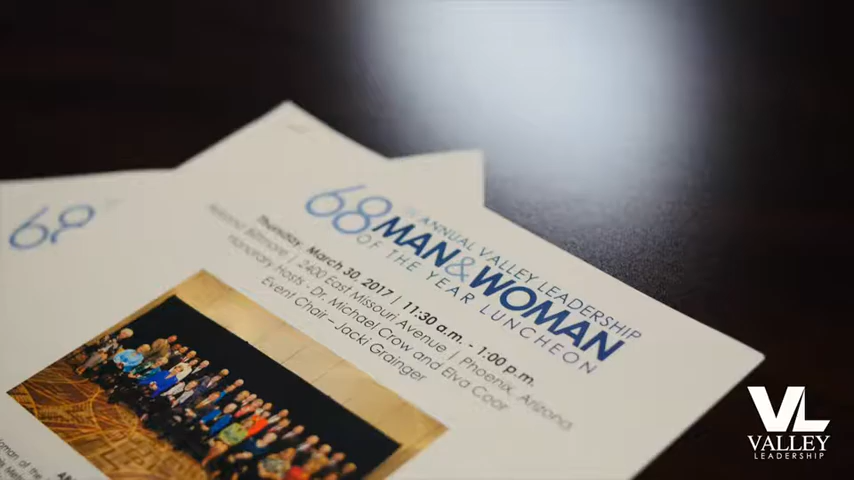 68
68 TH ANNUAL VALLEY LEADERSHIP
MAN & WOMAN
OF THE YEAR LUNCHEON
Thursday, March 30, 2017 | 11:30 a.m. - 1:00 p.m.
Arizona Biltmore | 2400 East Missouri Avenue | Phoenix, Arizona
Honorary Hosts - Dr. Michael Crow and Elva Coor
Event Chair – Jacki Grainger
VL
VALLEY
LEADERSHIP